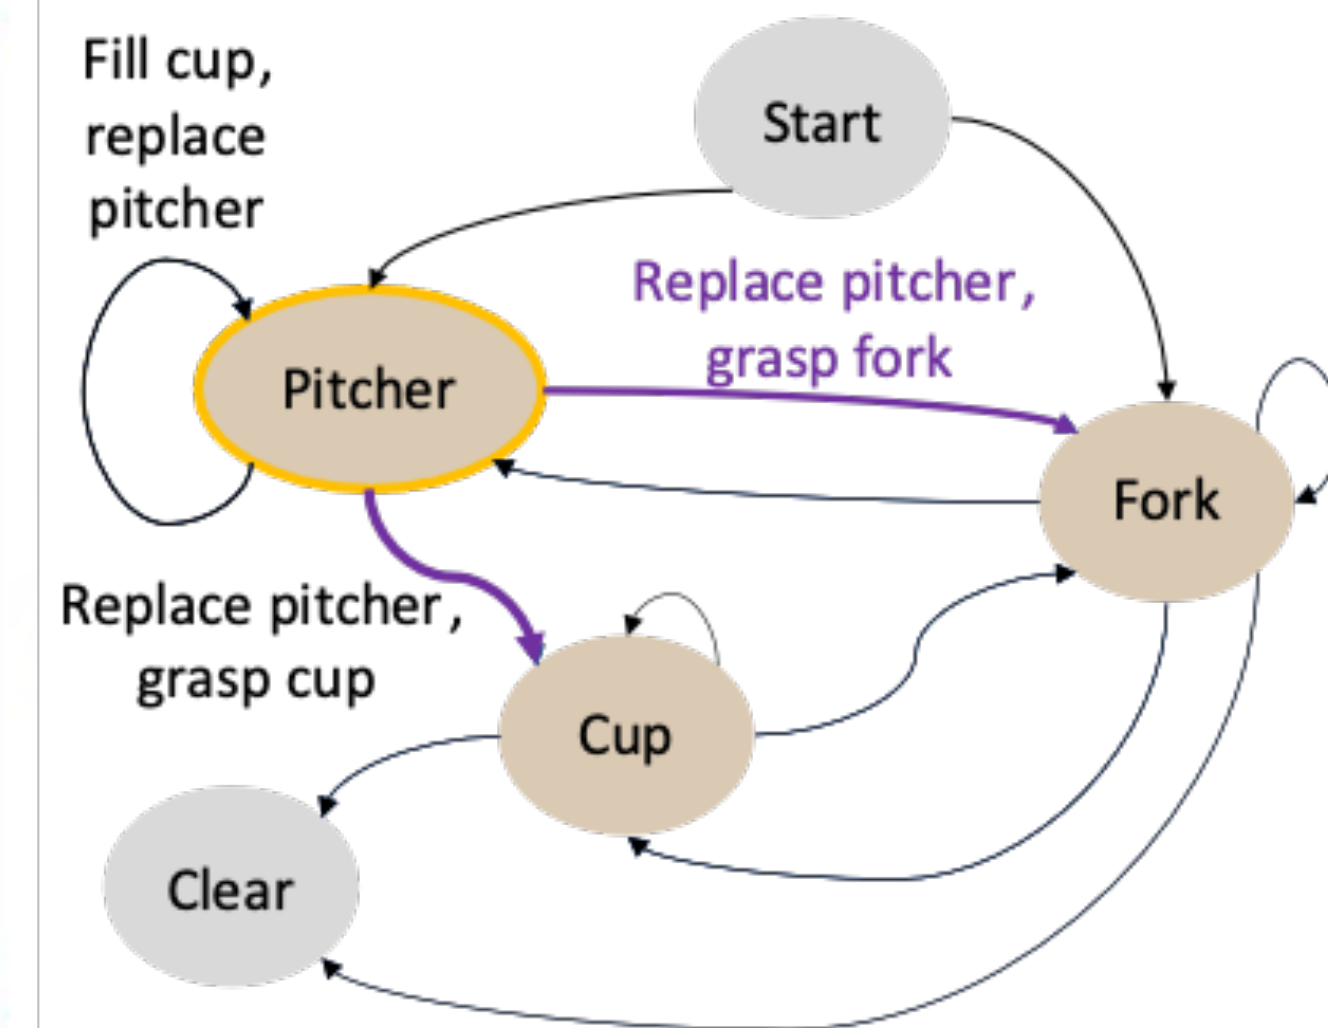 Fill cup,
replace
pitcher
Start
Replace pitcher,
grasp fork
Pitcher
Fork
Replace pitcher,
grasp cup
Cup
Clear